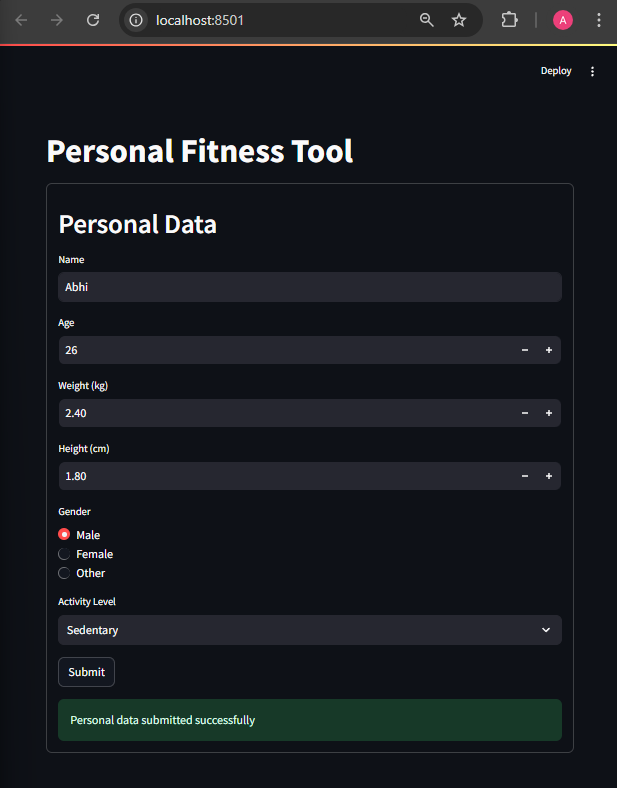 localhost:8501
A
Deploy
Personal Fitness Tool
Personal Data
Name
Abhi
Age
26
Weight (kg)
2.40
Height (cm)
1.80
Gender
Male
Female
Other
Activity Level
Sedentary
Submit
Personal data submitted successfully